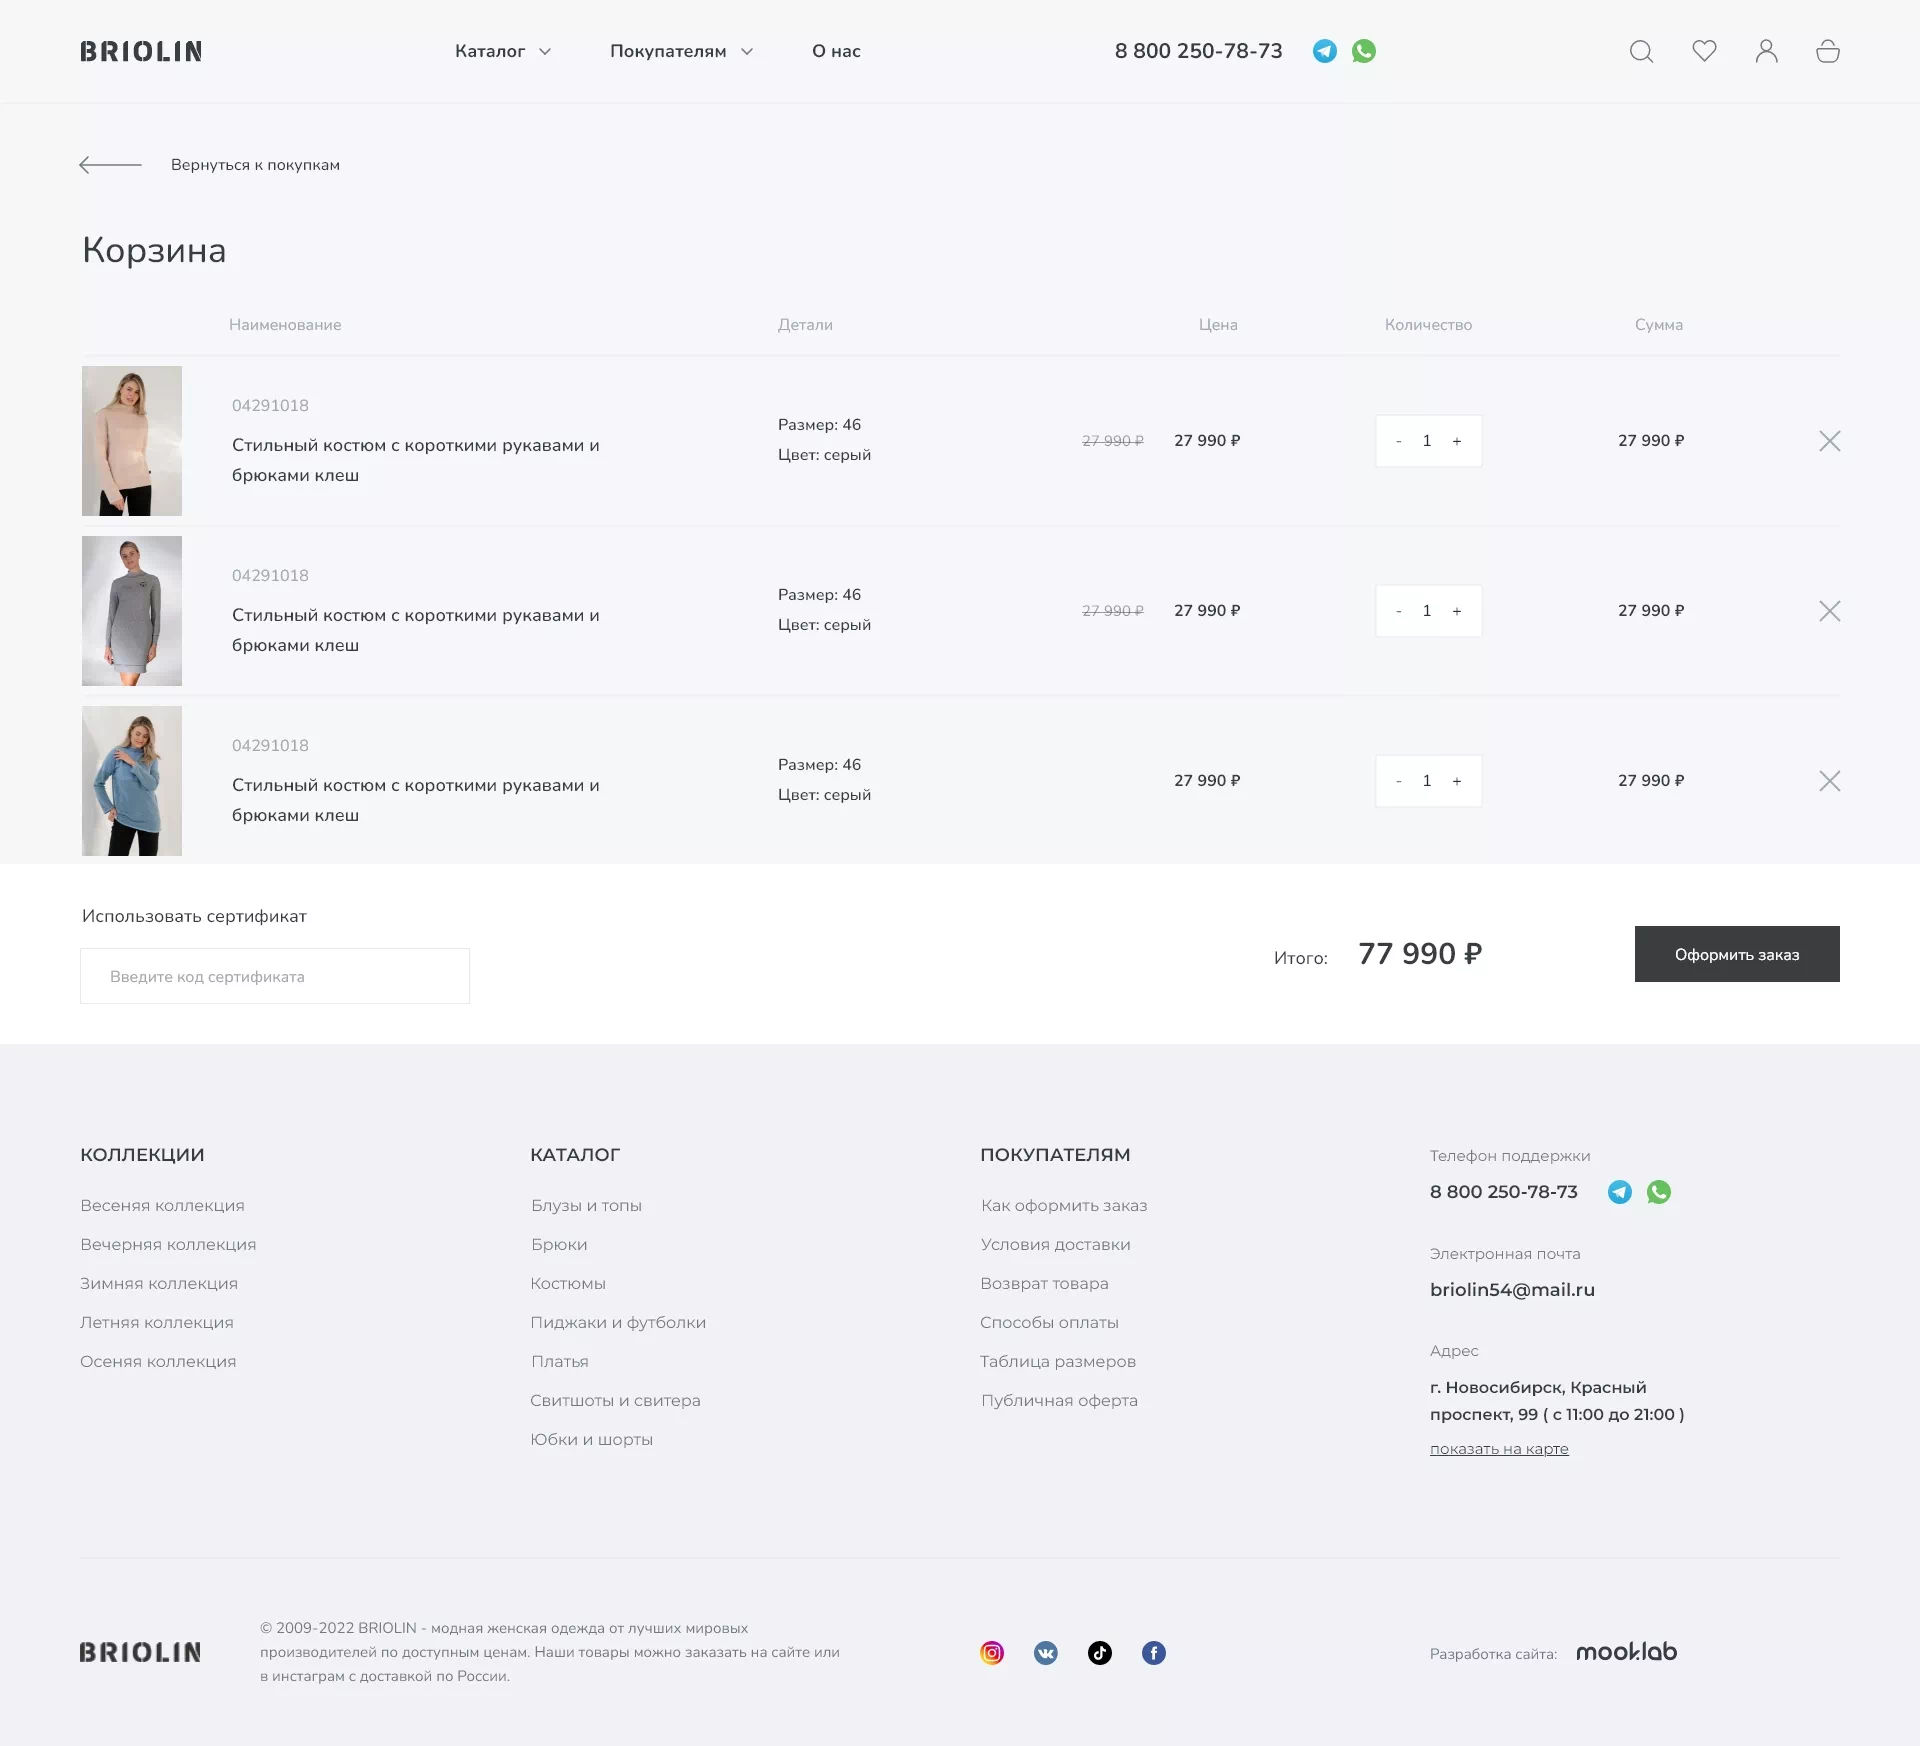 BRIOLIN
Каталог
Покупателям
О нас
8 800 250-78-73
Вернуться к покупкам
Корзина
Наименование Детали Цена Количество Сумма
04291018
Стильный костюм с короткими рукавами и
брюками клеш
Размер: 46
Цвет: серый
27 990 ₽ 27 990 ₽ - 1 + 27 990 ₽
04291018
Стильный костюм с короткими рукавами и
брюками клеш
Размер: 46
Цвет: серый
27 990 ₽ 27 990 ₽ - 1 + 27 990 ₽
04291018
Стильный костюм с короткими рукавами и
брюками клеш
Размер: 46
Цвет: серый
27 990 ₽ - 1 + 27 990 ₽
Использовать сертификат
Введите код сертификата
Итого: 77 990 ₽
Оформить заказ
КОЛЛЕКЦИИ
Весеняя коллекция
Вечерняя коллекция
Зимняя коллекция
Летняя коллекция
Осеняя коллекция
КАТАЛОГ
Блузы и топы
Брюки
Костюмы
Пиджаки и футболки
Платья
Свитшоты и свитера
Юбки и шорты
ПОКУПАТЕЛЯМ
Как оформить заказ
Условия доставки
Возврат товара
Способы оплаты
Таблица размеров
Публичная оферта
Телефон поддержки
8 800 250-78-73
Электронная почта
briolin54@mail.ru
Адрес
г. Новосибирск, Красный
проспект, 99 ( с 11:00 до 21:00 )
показать на карте
BRIOLIN
© 2009-2022 BRIOLIN - модная женская одежда от лучших мировых
производителей по доступным ценам. Наши товары можно заказать на сайте или
в инстаграм с доставкой по России.
Разработка сайта: mooklab